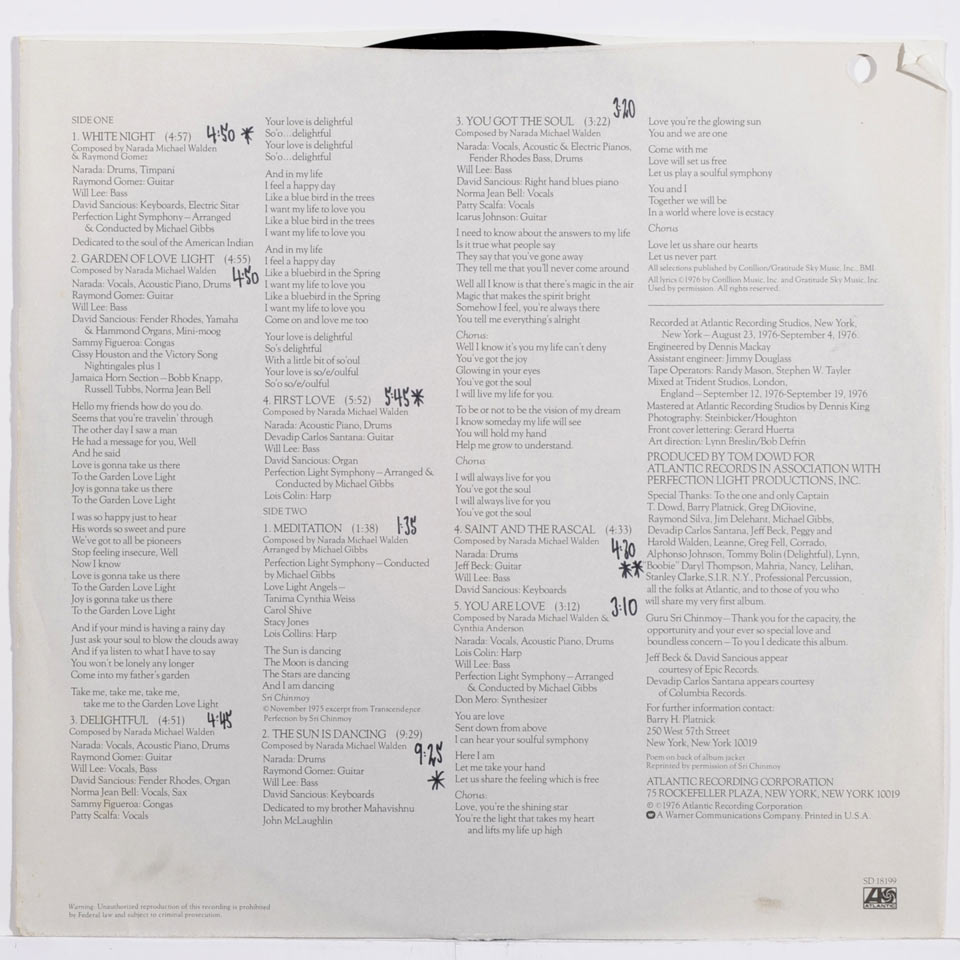 SIDE ONE
1. WHITE NIGHT (4:57) 4:50 *
Composed by Narada Michael Walden
& Raymond Gomez
Narada: Drums, Timpani
Raymond Gomez: Guitar
Will Lee: Bass
David Sancious: Keyboards, Electric Sitar
Perfection Light Symphony—Arranged
& Conducted by Michael Gibbs
Dedicated to the soul of the American Indian
2. GARDEN OF LOVE LIGHT (4:55)
Composed by Narada Michael Walden 4:50
Narada: Vocals, Acoustic Piano, Drums
Raymond Gomez: Guitar
Will Lee: Bass
David Sancious: Fender Rhodes, Yamaha
& Hammond Organs, Mini-moog
Sammy Figueroa: Congas
Cissy Houston and the Victory Song
Nightingales plus 1
Jamaica Horn Section—Bobb Knapp,
Russell Tubbs, Norma Jean Bell
Hello my friends how do you do.
Seems that you're travelin' through
The other day I saw a man
He had a message for you, Well
And he said
Love is gonna take us there
To the Garden Love Light
Joy is gonna take us there
To the Garden Love Light
I was so happy just to hear
His words so sweet and pure
We've got to all be pioneers
Stop feeling insecure, Well
Now I know
Love is gonna take us there
To the Garden Love Light
Joy is gonna take us there
To the Garden Love Light
And if your mind is having a rainy day
Just ask your soul to blow the clouds away
And if ya listen to what I have to say
You won't be lonely any longer
Come into my father's garden
Take me, take me, take me,
take me to the Garden Love Light
3. DELIGHTFUL (4:51) 4:45
Composed by Narada Michael Walden
Narada: Vocals, Acoustic Piano, Drums
Raymond Gomez: Guitar
Will Lee: Vocals, Bass
David Sancious: Fender Rhodes, Organ
Norma Jean Bell: Vocals, Sax
Sammy Figueroa: Congas
Patty Scalfa: Vocals
Your love is delightful
So'o...delightful
Your love is delightful
So'o...delightful
And in my life
I feel a happy day
Like a blue bird in the trees
I want my life to love you
Like a blue bird in the trees
I want my life to love you
And in my life
I feel a happy day
Like a bluebird in the Spring
I want my life to love you
Like a bluebird in the Spring
I want my life to love you
Come on and love me too
Your love is delightful
So's delightful
With a little bit of so'oul
Your love is so/e/oulful
So'o so/e/oulful
4. FIRST LOVE (5:52) 5:45 *
Composed by Narada Michael Walden
Narada: Acoustic Piano, Drums
Devadip Carlos Santana: Guitar
Will Lee: Bass
David Sancious: Organ
Perfection Light Symphony—Arranged &
Conducted by Michael Gibbs
Lois Colin: Harp
SIDE TWO
1. MEDITATION (1:38) 1:35
Composed by Narada Michael Walden
Arranged by Michael Gibbs
Perfection Light Symphony—Conducted
by Michael Gibbs
Love Light Angels—
Tanima Cynthia Weiss
Carol Shive
Stacy Jones
Lois Collins: Harp
The Sun is dancing
The Moon is dancing
The Stars are dancing
And I am dancing
Sri Chinmoy
© November 1975 excerpt from Transcendence
Perfection by Sri Chinmoy
2. THE SUN IS DANCING (9:29)
Composed by Narada Michael Walden 9:25
Narada: Drums
Raymond Gomez: Guitar
Will Lee: Bass *
David Sancious: Keyboards
Dedicated to my brother Mahavishnu
John McLaughlin
3. YOU GOT THE SOUL (3:22) 3:20
Composed by Narada Michael Walden
Narada: Vocals, Acoustic & Electric Pianos,
Fender Rhodes Bass, Drums
Will Lee: Bass
David Sancious: Right hand blues piano
Norma Jean Bell: Vocals
Patty Scalfa: Vocals
Icarus Johnson: Guitar
I need to know about the answers to my life
Is it true what people say
They say that you've gone away
They tell me that you'll never come around
Well all I know is that there's magic in the air
Magic that makes the spirit bright
Somehow I feel, you're always there
You tell me everything's alright
Chorus:
Well I know it's you my life can't deny
You've got the joy
Glowing in your eyes
You've got the soul
I will live my life for you.
To be or not to be the vision of my dream
I know someday my life will see
You will hold my hand
Help me grow to understand.
Chorus
I will always live for you
You've got the soul
I will always live for you
You've got the soul
4. SAINT AND THE RASCAL (4:33)
Composed by Narada Michael Walden
Narada: Drums 4:30
Jeff Beck: Guitar **
Will Lee: Bass
David Sancious: Keyboards
5. YOU ARE LOVE (3:12) 3:10
Composed by Narada Michael Walden &
Cynthia Anderson
Narada: Vocals, Acoustic Piano, Drums
Lois Colin: Harp
Will Lee: Bass
Perfection Light Symphony—Arranged
& Conducted by Michael Gibbs
Don Mero: Synthesizer
You are love
Sent down from above
I can hear your soulful symphony
Here I am
Let me take your hand
Let us share the feeling which is free
Chorus:
Love, you're the shining star
You're the light that takes my heart
and lifts my life up high
Love you're the glowing sun
You and we are one
Come with me
Love will set us free
Let us play a soulful symphony
You and I
Together we will be
In a world where love is ecstacy
Chorus
Love let us share our hearts
Let us never part
All selections published by Cotillion/Gratitude Sky Music, Inc., BMI.
All lyrics ©1976 by Cotillion Music, Inc. and Gratitude Sky Music, Inc.
Used by permission. All rights reserved.
Recorded at Atlantic Recording Studios, New York,
New York—August 23, 1976-September 4, 1976.
Engineered by Dennis Mackay
Assistant engineer: Jimmy Douglass
Tape Operators: Randy Mason, Stephen W. Tayler
Mixed at Trident Studios, London,
England—September 12, 1976-September 19, 1976
Mastered at Atlantic Recording Studios by Dennis King
Photography: Steinbicker/Houghton
Front cover lettering: Gerard Huerta
Art direction: Lynn Breslin/Bob Defrin
PRODUCED BY TOM DOWD FOR
ATLANTIC RECORDS IN ASSOCIATION WITH
PERFECTION LIGHT PRODUCTIONS, INC.
Special Thanks: To the one and only Captain
T. Dowd, Barry Platnick, Greg DiGiovine,
Raymond Silva, Jim Delehant, Michael Gibbs,
Devadip Carlos Santana, Jeff Beck, Peggy and
Harold Walden, Leanne, Greg Fell, Corrado,
Alphonso Johnson, Tommy Bolin (Delightful), Lynn,
"Boobie" Daryl Thompson, Mahria, Nancy, Lelihan,
Stanley Clarke, S.I.R. N.Y., Professional Percussion,
all the folks at Atlantic, and to those of you who
will share my very first album.
Guru Sri Chinmoy—Thank you for the capacity, the
opportunity and your ever so special love and
boundless concern—To you I dedicate this album.
Jeff Beck & David Sancious appear
courtesy of Epic Records.
Devadip Carlos Santana appears courtesy
of Columbia Records.
For further information contact:
Barry H. Platnick
250 West 57th Street
New York, New York 10019
Poem on back of album jacket
Reprinted by permission of Sri Chinmoy
ATLANTIC RECORDING CORPORATION
75 ROCKEFELLER PLAZA, NEW YORK, NEW YORK 10019
℗ © 1976 Atlantic Recording Corporation
A Warner Communications Company. Printed in U.S.A.
Warning: Unauthorized reproduction of this recording is prohibited
by Federal law and subject to criminal prosecution.
SD 18199
ATLANTIC